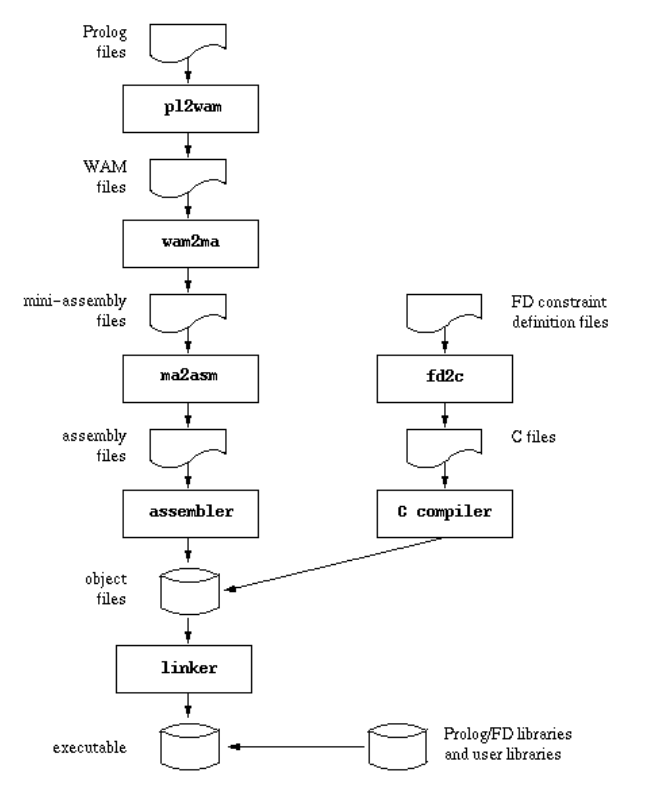 Prolog
files
pl2wam
WAM
files
wam2ma
mini-assembly
files
FD constraint
definition files
ma2asm
fd2c
assembly
files
C files
assembler
C compiler
object
files
linker
executable
Prolog/FD libraries
and user libraries